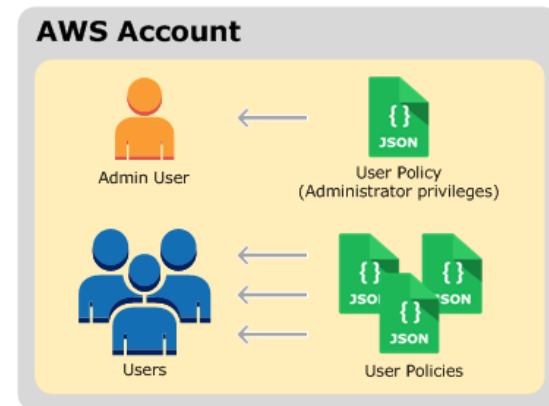 AWS Account
{ }
JSON
Admin User
User Policy
(Administrator privileges)
{ }
JSON
{ }
JSON
{ }
JSON
Users
User Policies